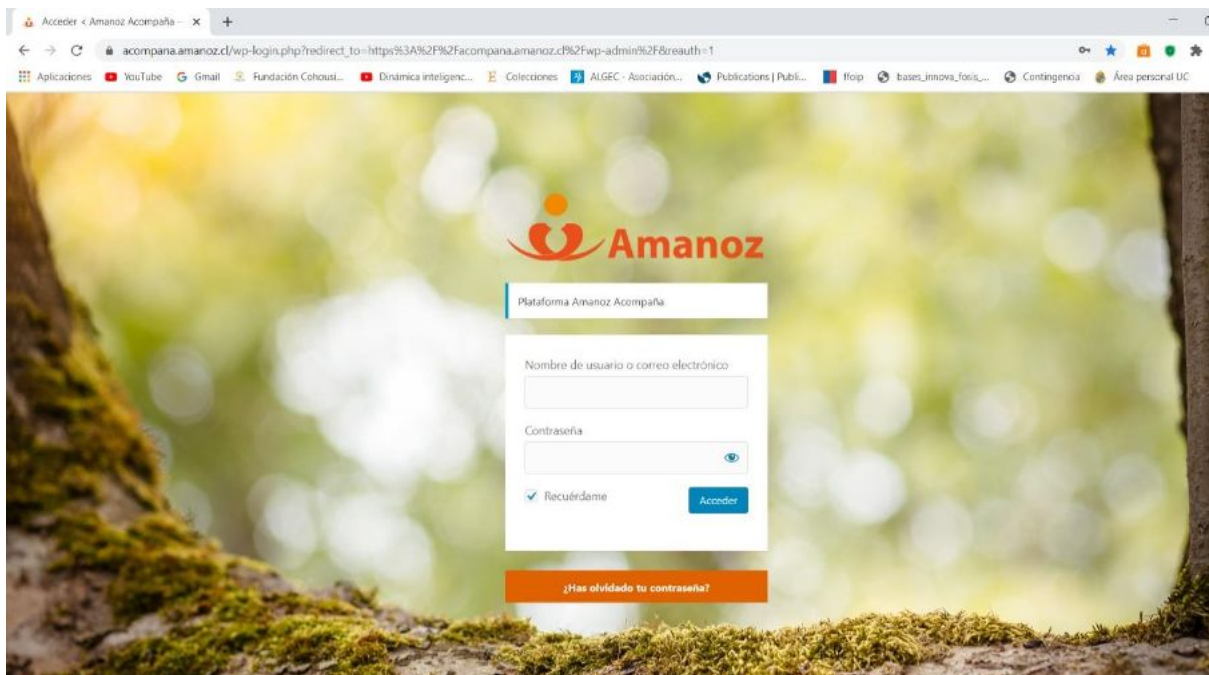 Acceder < Amanoz Acompaña —
acompana.amanoz.cl/wp-login.php?redirect_to=https%3A%2F%2Facompana.amanoz.cl%2Fwp-admin%2F&reauth=1
Aplicaciones YouTube Gmail Fundación Cohousi... Dinámica inteligenc... Colecciones ALGEC - Asociación... Publications | Publi... ffoip bases_innova_fosis_... Contingencia Área personal UC
Amanoz
Plataforma Amanoz Acompaña
Nombre de usuario o correo electrónico
Contraseña
Recuérdame
Acceder
¿Has olvidado tu contraseña?